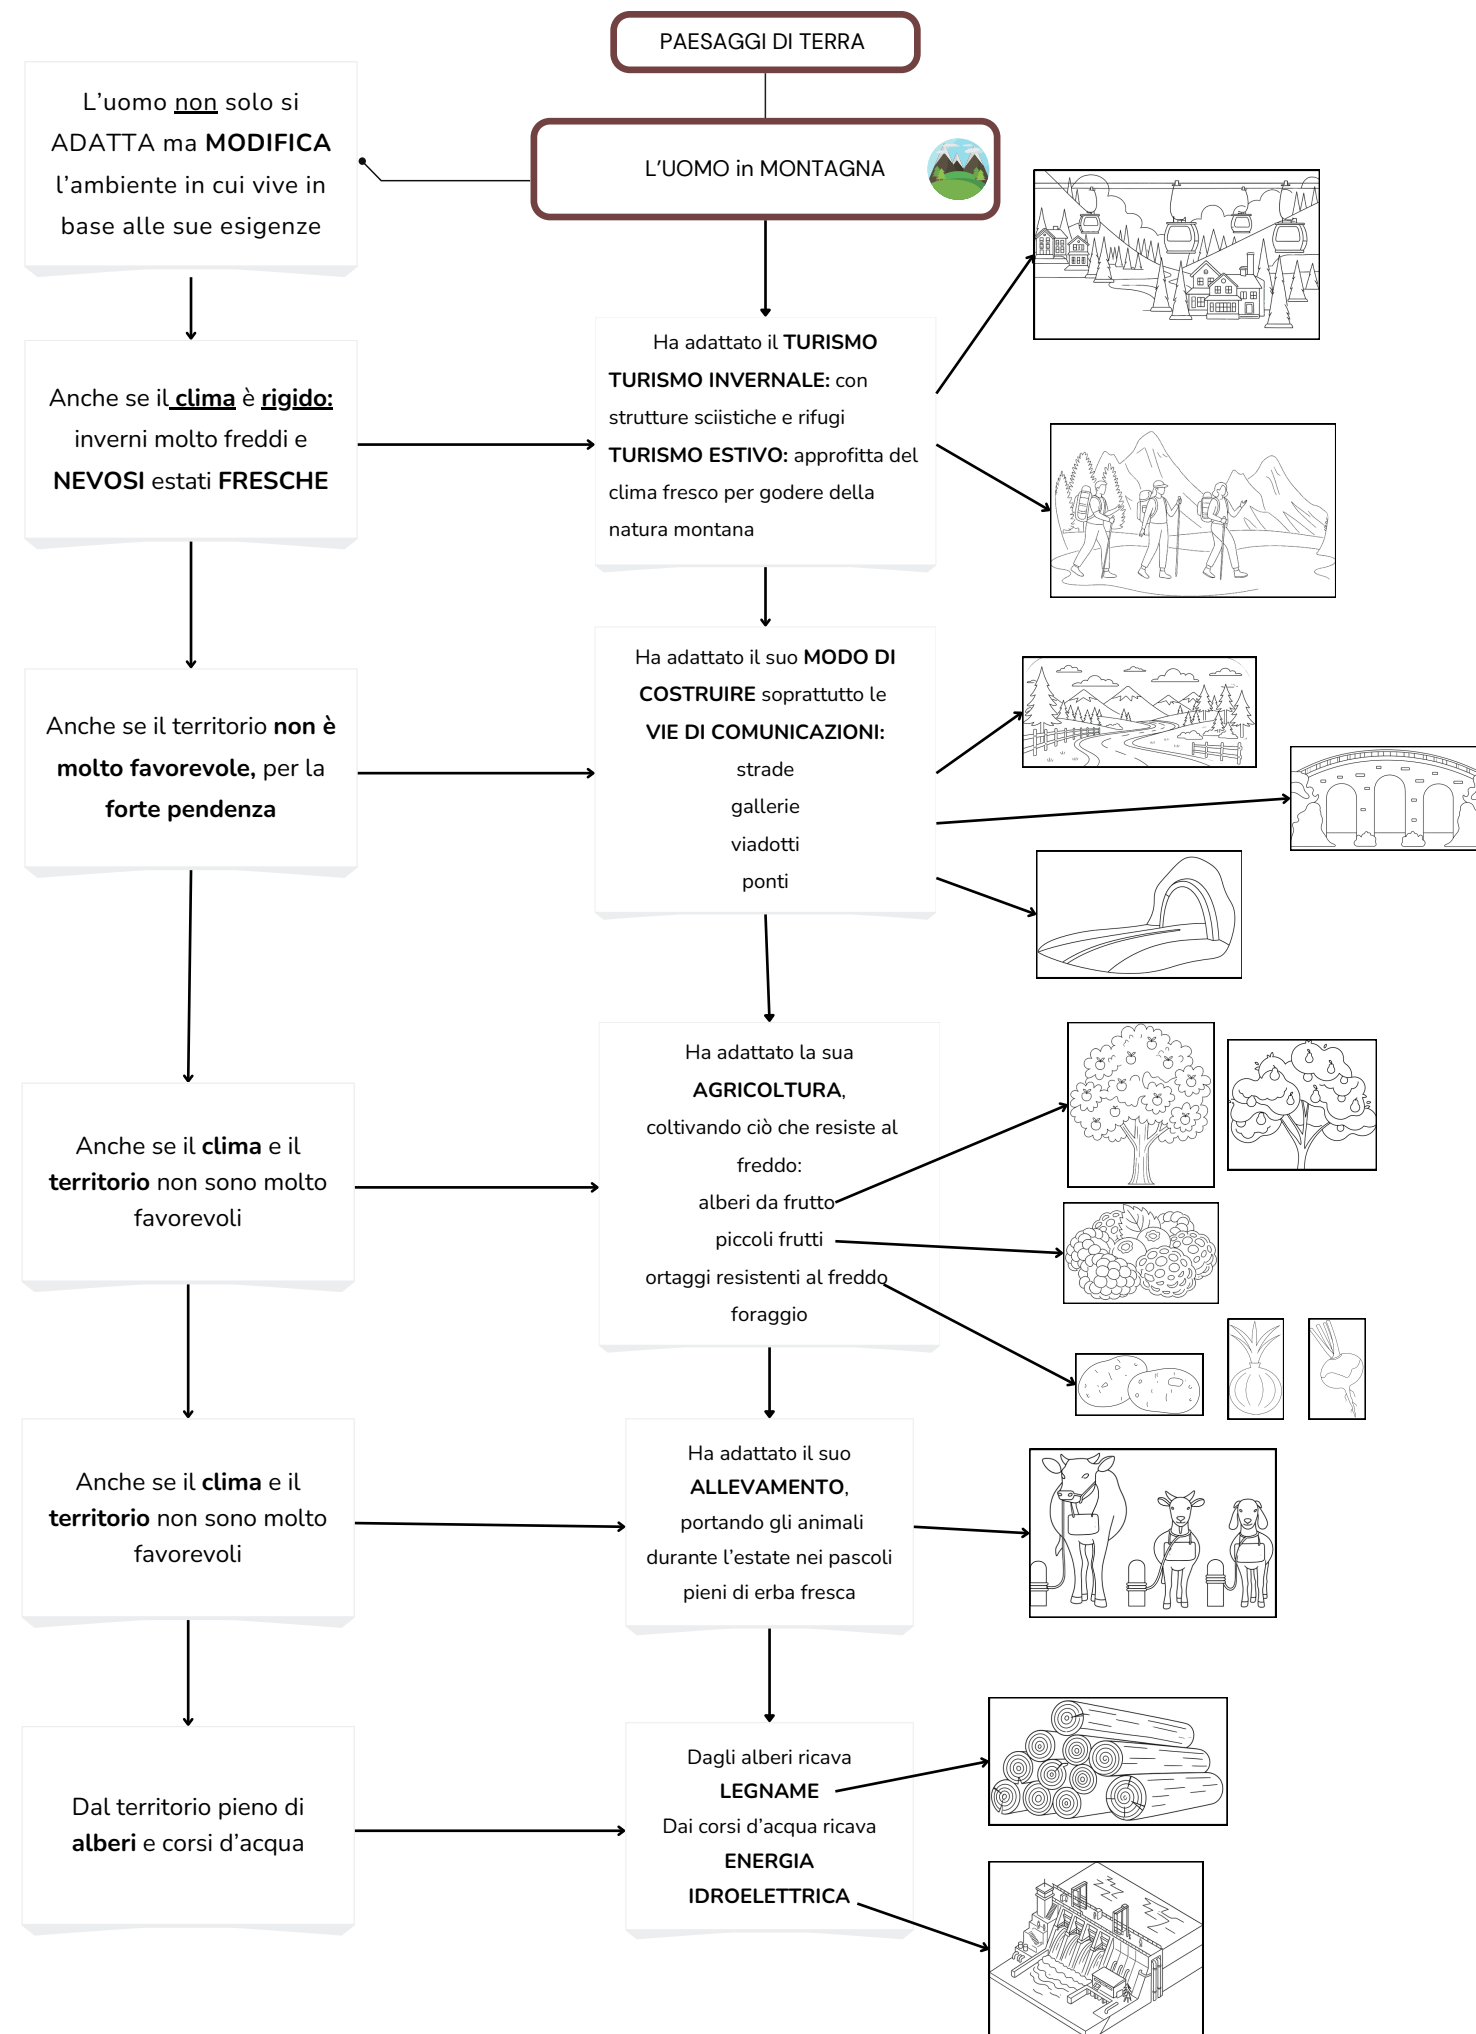 PAESAGGI DI TERRA
L'UOMO in MONTAGNA
L'uomo non solo si
ADATTA ma MODIFICA
l'ambiente in cui vive in
base alle sue esigenze
Anche se il clima è rigido:
inverni molto freddi e
NEVOSI estati FRESCHE
Ha adattato il TURISMO
TURISMO INVERNALE: con
strutture sciistiche e rifugi
TURISMO ESTIVO: approfitta del
clima fresco per godere della
natura montana
Anche se il territorio non è
molto favorevole, per la
forte pendenza
Ha adattato il suo MODO DI
COSTRUIRE soprattutto le
VIE DI COMUNICAZIONI:
strade
gallerie
viadotti
ponti
Anche se il clima e il
territorio non sono molto
favorevoli
Ha adattato la sua
AGRICOLTURA,
coltivando ciò che resiste al
freddo:
alberi da frutto
piccoli frutti
ortaggi resistenti al freddo
foraggio
Anche se il clima e il
territorio non sono molto
favorevoli
Ha adattato il suo
ALLEVAMENTO,
portando gli animali
durante l'estate nei pascoli
pieni di erba fresca
Dal territorio pieno di
alberi e corsi d'acqua
Dagli alberi ricava
LEGNAME
Dai corsi d'acqua ricava
ENERGIA
IDROELETTRICA